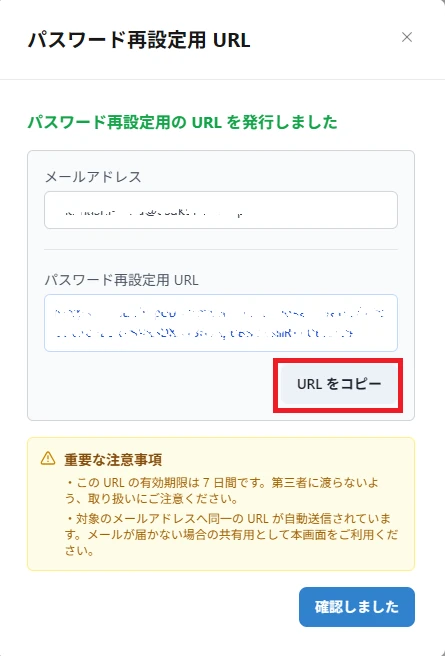 パスワード再設定用 URL
パスワード再設定用の URL を発行しました
メールアドレス
パスワード再設定用 URL
URL をコピー
重要な注意事項
・この URL の有効期限は 7 日間です。第三者に渡らないよ
う、取り扱いにご注意ください。
・対象のメールアドレスへ同一の URL が自動送信されていま
す。メールが届かない場合の共有用として本画面をご利用くだ
さい。
確認しました